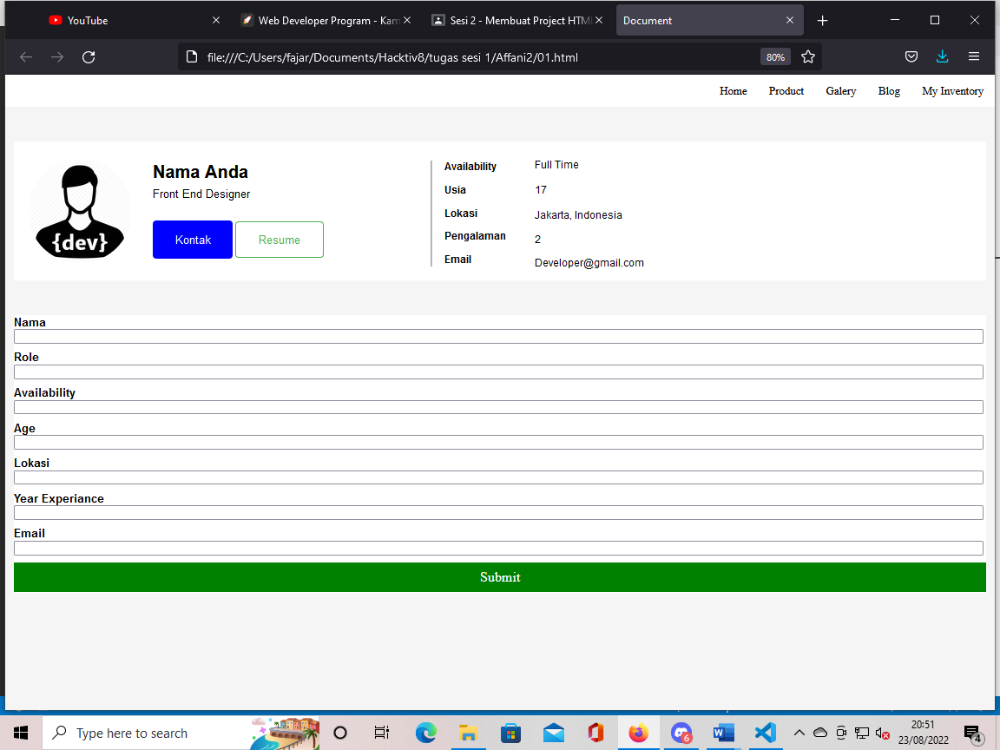 YouTube
Web Developer Program - Kam
Sesi 2 - Membuat Project HTML
Document
file:///C:/Users/fajar/Documents/Hacktiv8/tugas sesi 1/Affani2/01.html
80%
Home Product Galery Blog My Inventory
{dev}
Nama Anda
Front End Designer
Kontak Resume
Availability Full Time
Usia 17
Lokasi Jakarta, Indonesia
Pengalaman 2
Email Developer@gmail.com
Nama
Role
Availability
Age
Lokasi
Year Experiance
Email
Submit
Type here to search
6
20:51
23/08/2022
4